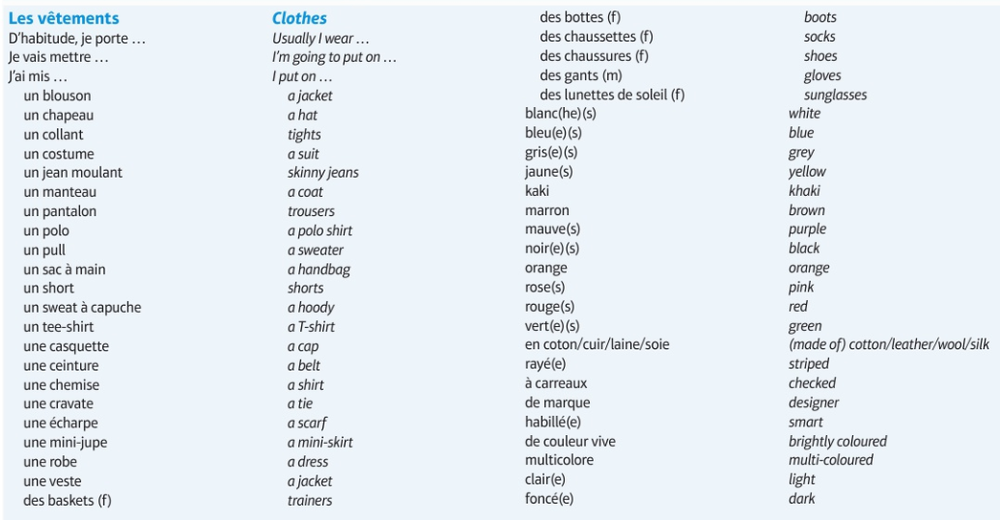 Les vêtements Clothes
D'habitude, je porte … Usually I wear …
Je vais mettre … I'm going to put on …
J'ai mis … I put on …
un blouson a jacket
un chapeau a hat
un collant tights
un costume a suit
un jean moulant skinny jeans
un manteau a coat
un pantalon trousers
un polo a polo shirt
un pull a sweater
un sac à main a handbag
un short shorts
un sweat à capuche a hoody
un tee-shirt a T-shirt
une casquette a cap
une ceinture a belt
une chemise a shirt
une cravate a tie
une écharpe a scarf
une mini-jupe a mini-skirt
une robe a dress
une veste a jacket
des baskets (f) trainers
des bottes (f) boots
des chaussettes (f) socks
des chaussures (f) shoes
des gants (m) gloves
des lunettes de soleil (f) sunglasses
blanc(he)(s) white
bleu(e)(s) blue
gris(e)(s) grey
jaune(s) yellow
kaki khaki
marron brown
mauve(s) purple
noir(e)(s) black
orange orange
rose(s) pink
rouge(s) red
vert(e)(s) green
en coton/cuir/laine/soie (made of) cotton/leather/wool/silk
rayé(e) striped
à carreaux checked
de marque designer
habillé(e) smart
de couleur vive brightly coloured
multicolore multi-coloured
clair(e) light
foncé(e) dark